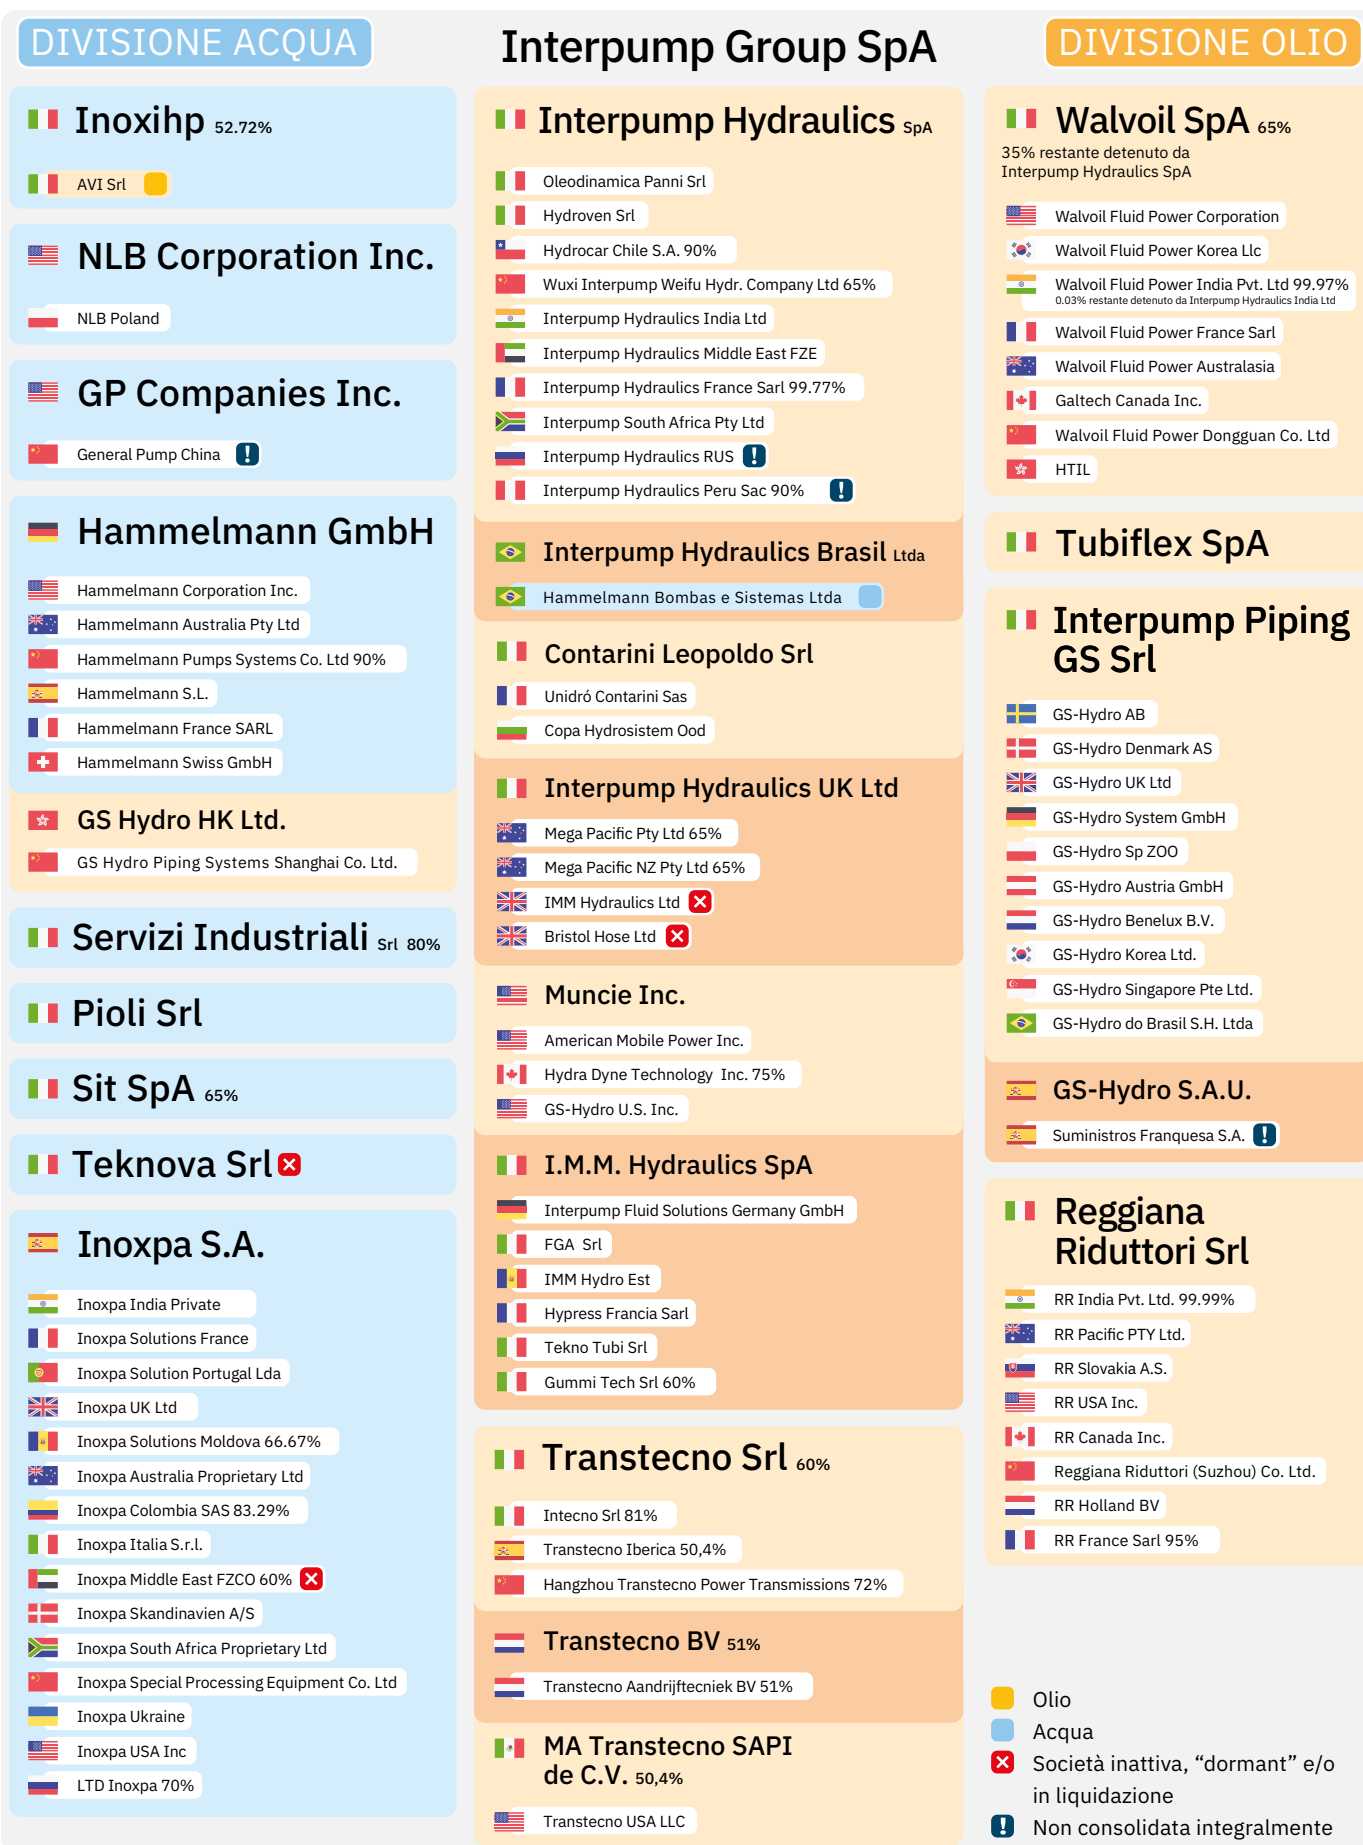 DIVISIONE ACQUA
Interpump Group SpA
DIVISIONE OLIO
Inoxihp 52.72%
AVI Srl
NLB Corporation Inc.
NLB Poland
GP Companies Inc.
General Pump China
Hammelmann GmbH
Hammelmann Corporation Inc.
Hammelmann Australia Pty Ltd
Hammelmann Pumps Systems Co. Ltd 90%
Hammelmann S.L.
Hammelmann France SARL
Hammelmann Swiss GmbH
GS Hydro HK Ltd.
GS Hydro Piping Systems Shanghai Co. Ltd.
Servizi Industriali Srl 80%
Pioli Srl
Sit SpA 65%
Teknova Srl
Inoxpa S.A.
Inoxpa India Private
Inoxpa Solutions France
Inoxpa Solution Portugal Lda
Inoxpa UK Ltd
Inoxpa Solutions Moldova 66.67%
Inoxpa Australia Proprietary Ltd
Inoxpa Colombia SAS 83.29%
Inoxpa Italia S.r.l.
Inoxpa Middle East FZCO 60%
Inoxpa Skandinavien A/S
Inoxpa South Africa Proprietary Ltd
Inoxpa Special Processing Equipment Co. Ltd
Inoxpa Ukraine
Inoxpa USA Inc
LTD Inoxpa 70%
Interpump Hydraulics SpA
Oleodinamica Panni Srl
Hydroven Srl
Hydrocar Chile S.A. 90%
Wuxi Interpump Weifu Hydr. Company Ltd 65%
Interpump Hydraulics India Ltd
Interpump Hydraulics Middle East FZE
Interpump Hydraulics France Sarl 99.77%
Interpump South Africa Pty Ltd
Interpump Hydraulics RUS
Interpump Hydraulics Peru Sac 90%
Interpump Hydraulics Brasil Ltda
Hammelmann Bombas e Sistemas Ltda
Contarini Leopoldo Srl
Unidró Contarini Sas
Copa Hydrosistem Ood
Interpump Hydraulics UK Ltd
Mega Pacific Pty Ltd 65%
Mega Pacific NZ Pty Ltd 65%
IMM Hydraulics Ltd
Bristol Hose Ltd
Muncie Inc.
American Mobile Power Inc.
Hydra Dyne Technology Inc. 75%
GS-Hydro U.S. Inc.
I.M.M. Hydraulics SpA
Interpump Fluid Solutions Germany GmbH
FGA Srl
IMM Hydro Est
Hypress Francia Sarl
Tekno Tubi Srl
Gummi Tech Srl 60%
Transtecno Srl 60%
Intecno Srl 81%
Transtecno Iberica 50,4%
Hangzhou Transtecno Power Transmissions 72%
Transtecno BV 51%
Transtecno Aandrijftecniek BV 51%
MA Transtecno SAPI
de C.V. 50,4%
Transtecno USA LLC
Walvoil SpA 65%
35% restante detenuto da
Interpump Hydraulics SpA
Walvoil Fluid Power Corporation
Walvoil Fluid Power Korea Llc
Walvoil Fluid Power India Pvt. Ltd 99.97%
0.03% restante detenuto da Interpump Hydraulics India Ltd
Walvoil Fluid Power France Sarl
Walvoil Fluid Power Australasia
Galtech Canada Inc.
Walvoil Fluid Power Dongguan Co. Ltd
HTIL
Tubiflex SpA
Interpump Piping
GS Srl
GS-Hydro AB
GS-Hydro Denmark AS
GS-Hydro UK Ltd
GS-Hydro System GmbH
GS-Hydro Sp ZOO
GS-Hydro Austria GmbH
GS-Hydro Benelux B.V.
GS-Hydro Korea Ltd.
GS-Hydro Singapore Pte Ltd.
GS-Hydro do Brasil S.H. Ltda
GS-Hydro S.A.U.
Suministros Franquesa S.A.
Reggiana
Riduttori Srl
RR India Pvt. Ltd. 99.99%
RR Pacific PTY Ltd.
RR Slovakia A.S.
RR USA Inc.
RR Canada Inc.
Reggiana Riduttori (Suzhou) Co. Ltd.
RR Holland BV
RR France Sarl 95%
Olio
Acqua
Società inattiva, “dormant” e/o
in liquidazione
Non consolidata integralmente